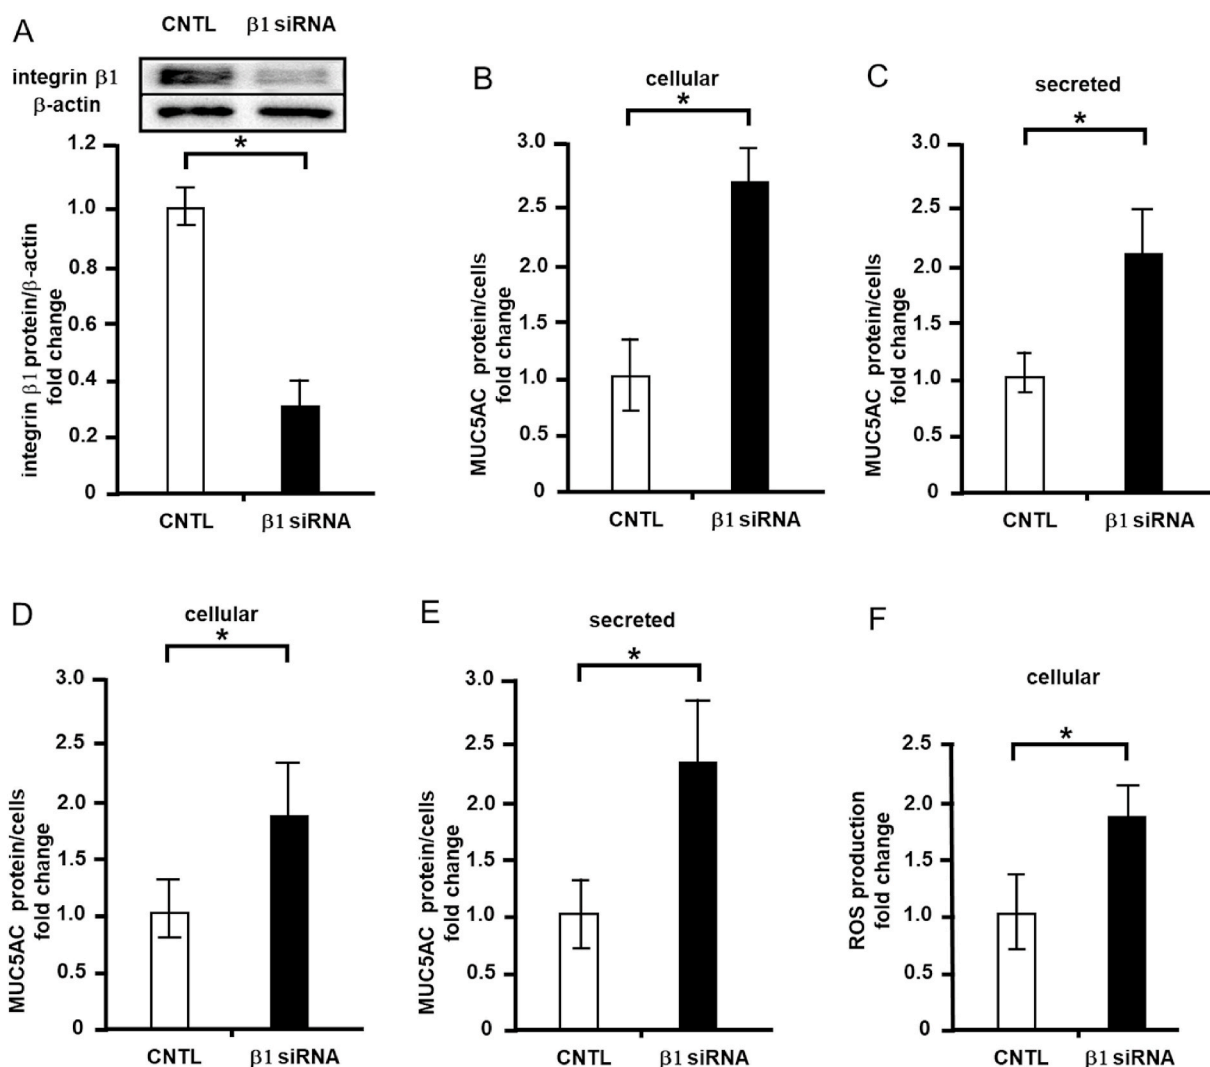 A
CNTL β1 siRNA
integrin β1
β-actin
*
integrin β1 protein/β-actin
fold change
1.2
1.0
0.8
0.6
0.4
0.2
0
CNTL β1 siRNA
B
cellular
*
MUC5AC protein/cells
fold change
3.0
2.5
2.0
1.5
1.0
0.5
0
CNTL β1 siRNA
C
secreted
*
MUC5AC protein/cells
fold change
3.0
2.5
2.0
1.5
1.0
0.5
0
CNTL β1 siRNA
D
cellular
*
MUC5AC protein/cells
fold change
3.0
2.5
2.0
1.5
1.0
0.5
0
CNTL β1 siRNA
E
secreted
*
MUC5AC protein/cells
fold change
3.0
2.5
2.0
1.5
1.0
0.5
0
CNTL β1 siRNA
F
cellular
*
ROS production
fold change
2.5
2.0
1.5
1.0
0.5
0
CNTL β1 siRNA